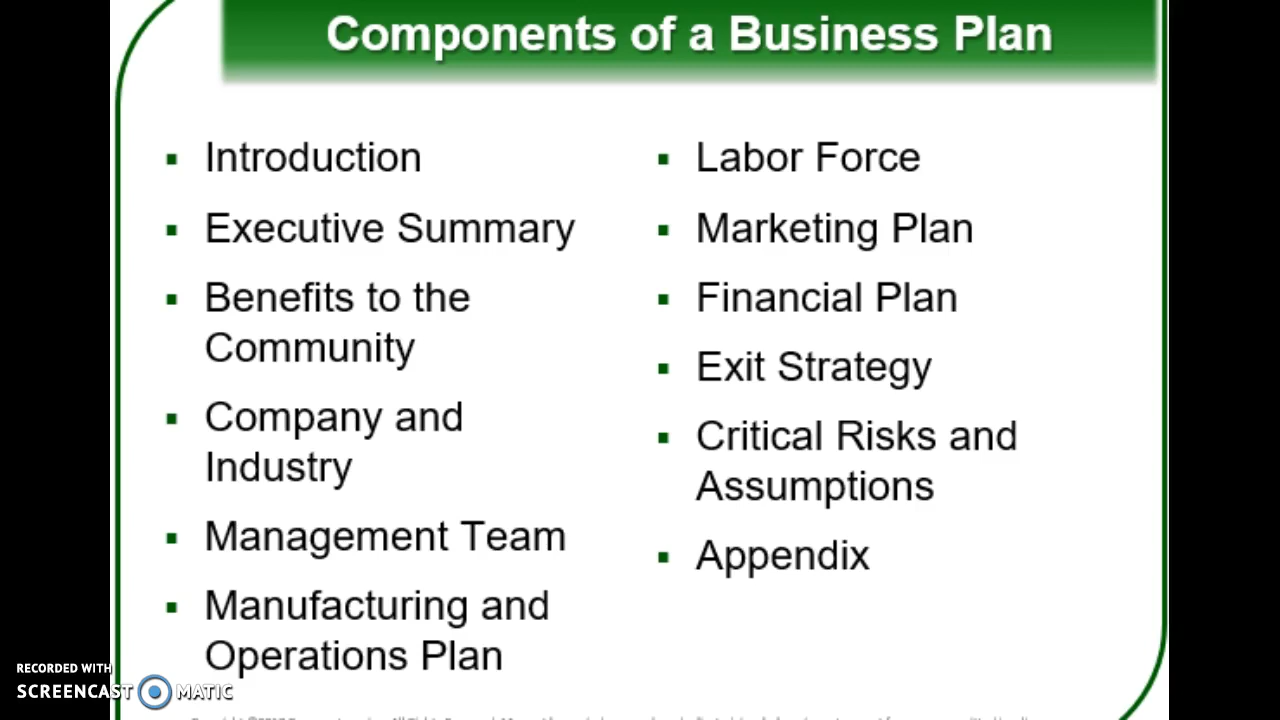 Components of a Business Plan
▪ Introduction
▪ Executive Summary
▪ Benefits to the
Community
▪ Company and
Industry
▪ Management Team
▪ Manufacturing and
Operations Plan
▪ Labor Force
▪ Marketing Plan
▪ Financial Plan
▪ Exit Strategy
▪ Critical Risks and
Assumptions
▪ Appendix
RECORDED WITH
SCREENCAST MATIC